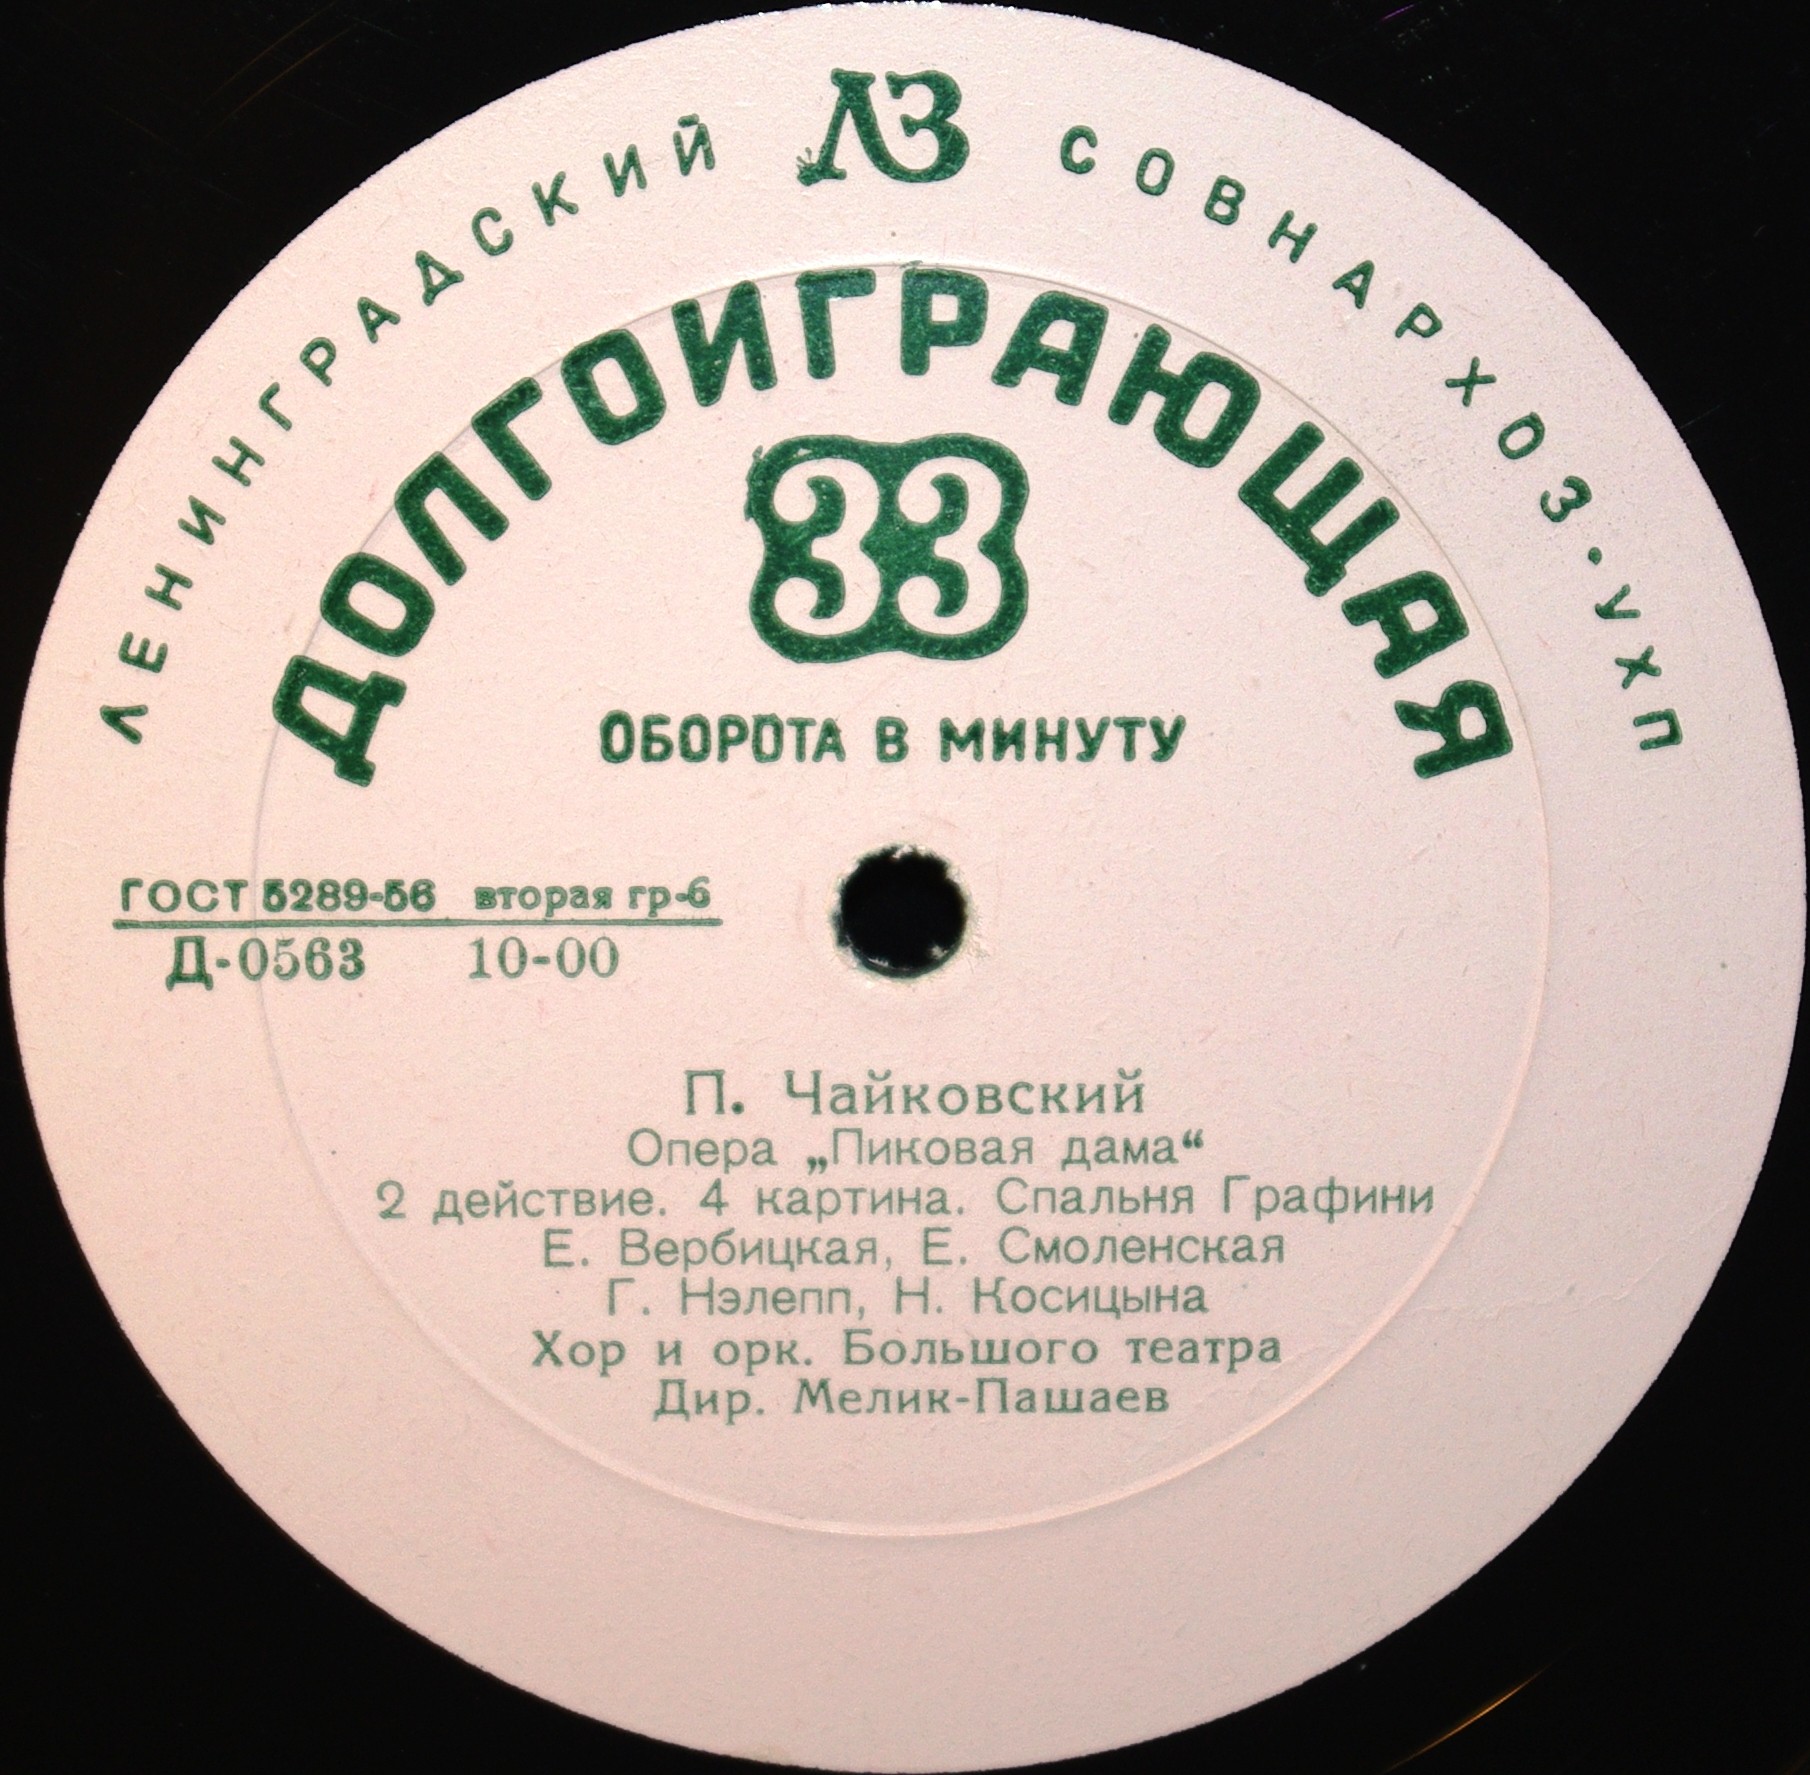 ЛЕНИНГРАДСКИЙ ЛЗ СОВНАРХОЗ·УХП
ДОЛГОИГРАЮЩАЯ
33
ОБОРОТА В МИНУТУ
ГОСТ 5289-56 вторая гр-6
Д-0563 10-00
П. Чайковский
Опера „Пиковая дама“
2 действие. 4 картина. Спальня Графини
Е. Вербицкая, Е. Смоленская
Г. Нэлепп, Н. Косицына
Хор и орк. Большого театра
Дир. Мелик-Пашаев